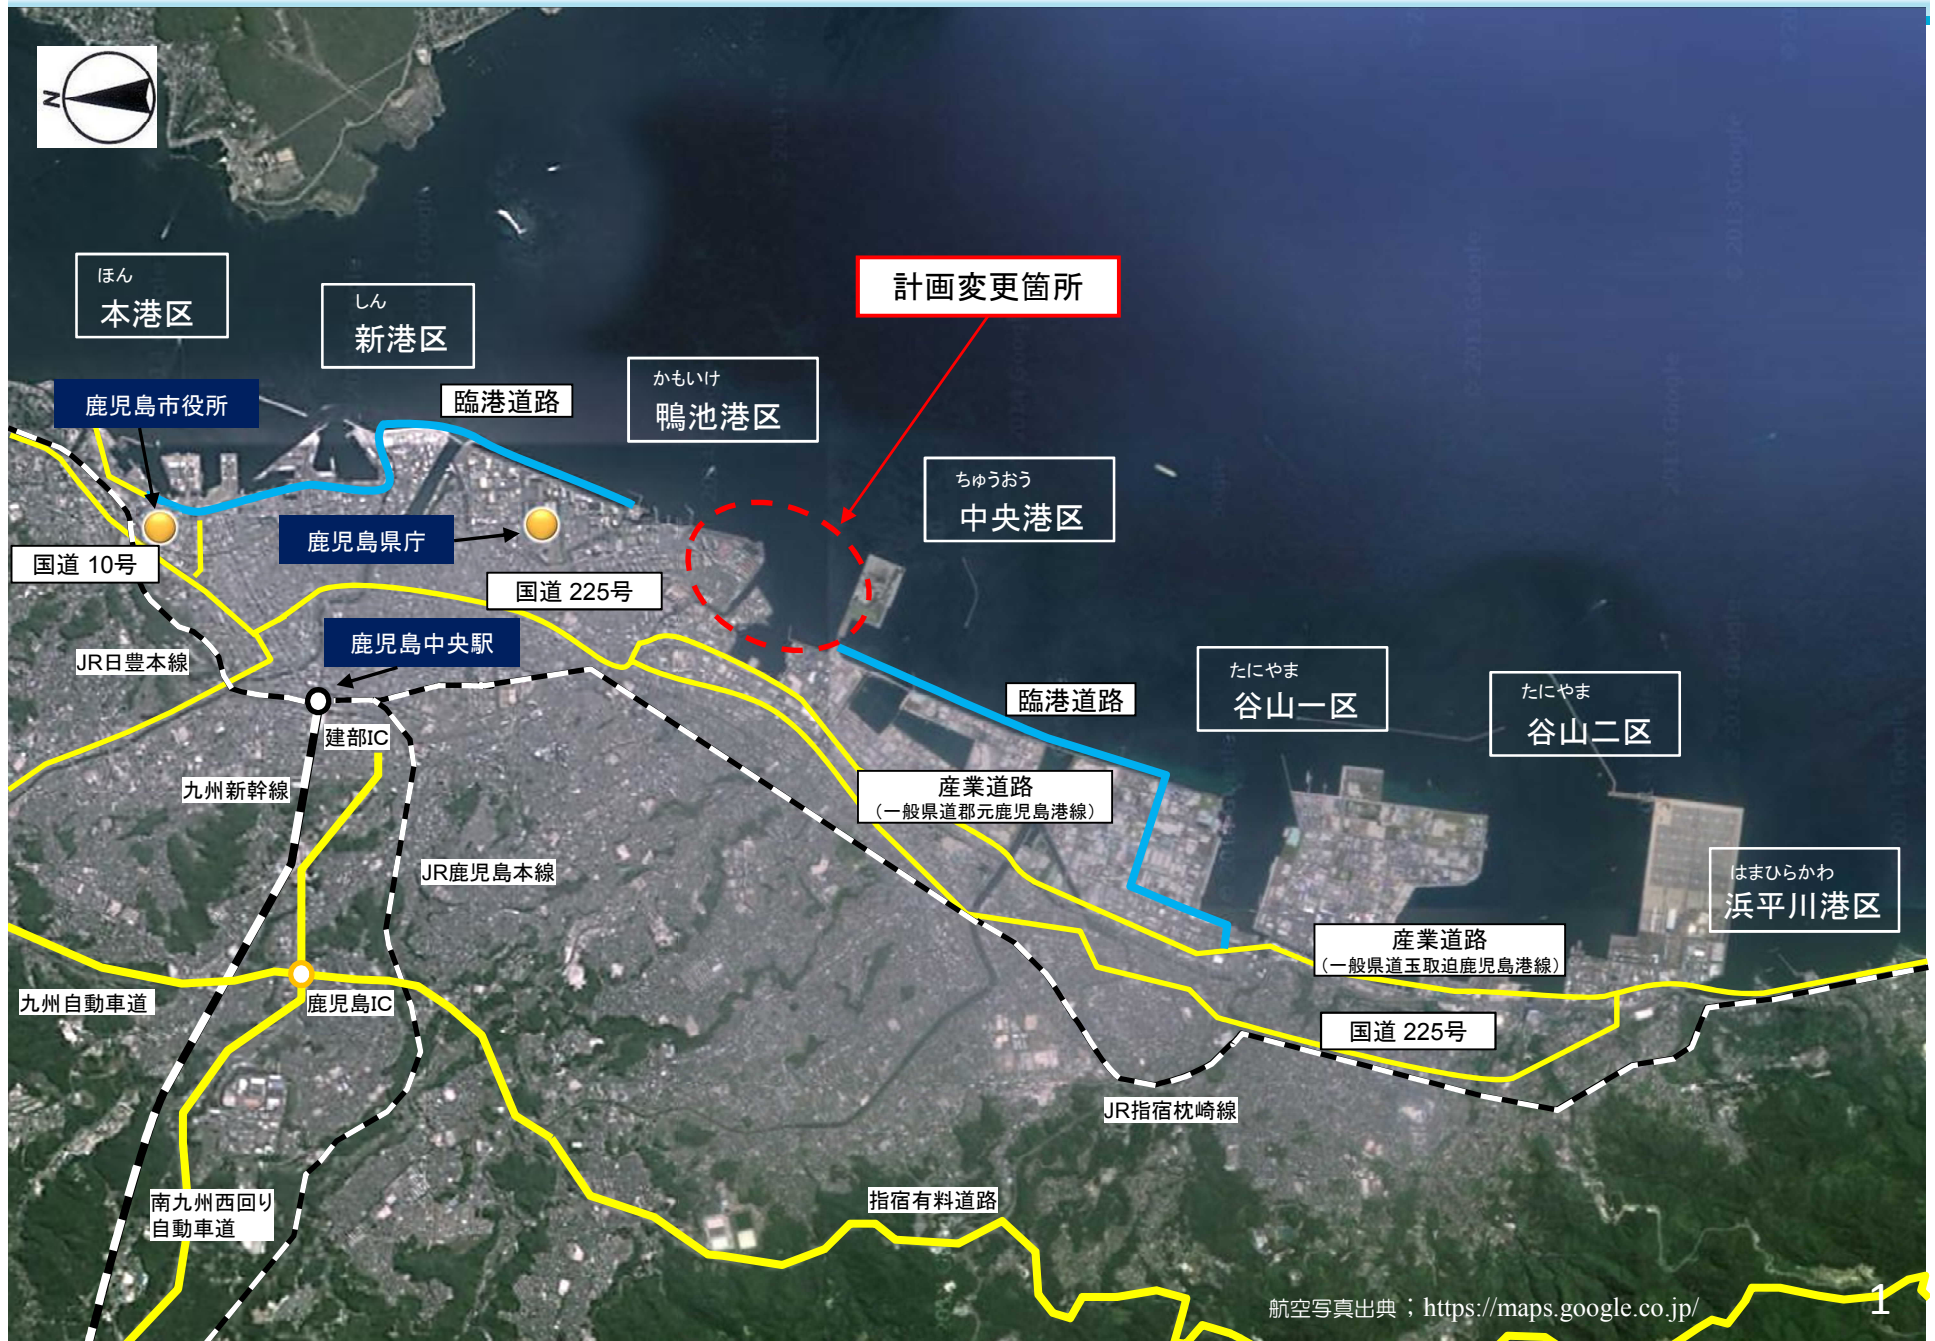 N
ほん
本港区
しん
新港区
計画変更箇所
かもいけ
鴨池港区
鹿児島市役所
臨港道路
ちゅうおう
中央港区
鹿児島県庁
国道 10号
国道 225号
鹿児島中央駅
JR日豊本線
建部IC
九州新幹線
臨港道路
たにやま
谷山一区
たにやま
谷山二区
産業道路
(一般県道郡元鹿児島港線)
JR鹿児島本線
はまひらかわ
浜平川港区
産業道路
(一般県道玉取迫鹿児島港線)
九州自動車道
鹿児島IC
国道 225号
JR指宿枕崎線
南九州西回り
自動車道
指宿有料道路
航空写真出典；https://maps.google.co.jp/
1